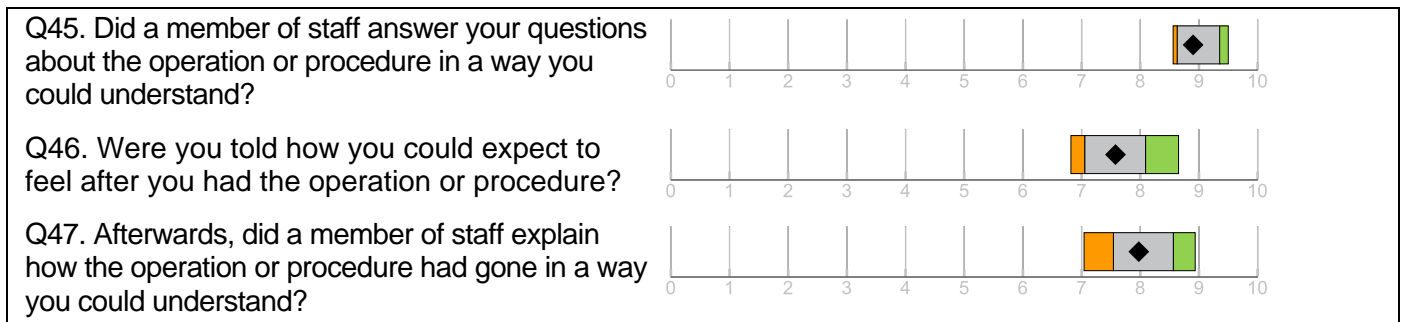 Q45. Did a member of staff answer your questions
about the operation or procedure in a way you
could understand?
0 1 2 3 4 5 6 7 8 9 10
Q46. Were you told how you could expect to
feel after you had the operation or procedure?
0 1 2 3 4 5 6 7 8 9 10
Q47. Afterwards, did a member of staff explain
how the operation or procedure had gone in a way
you could understand?
0 1 2 3 4 5 6 7 8 9 10